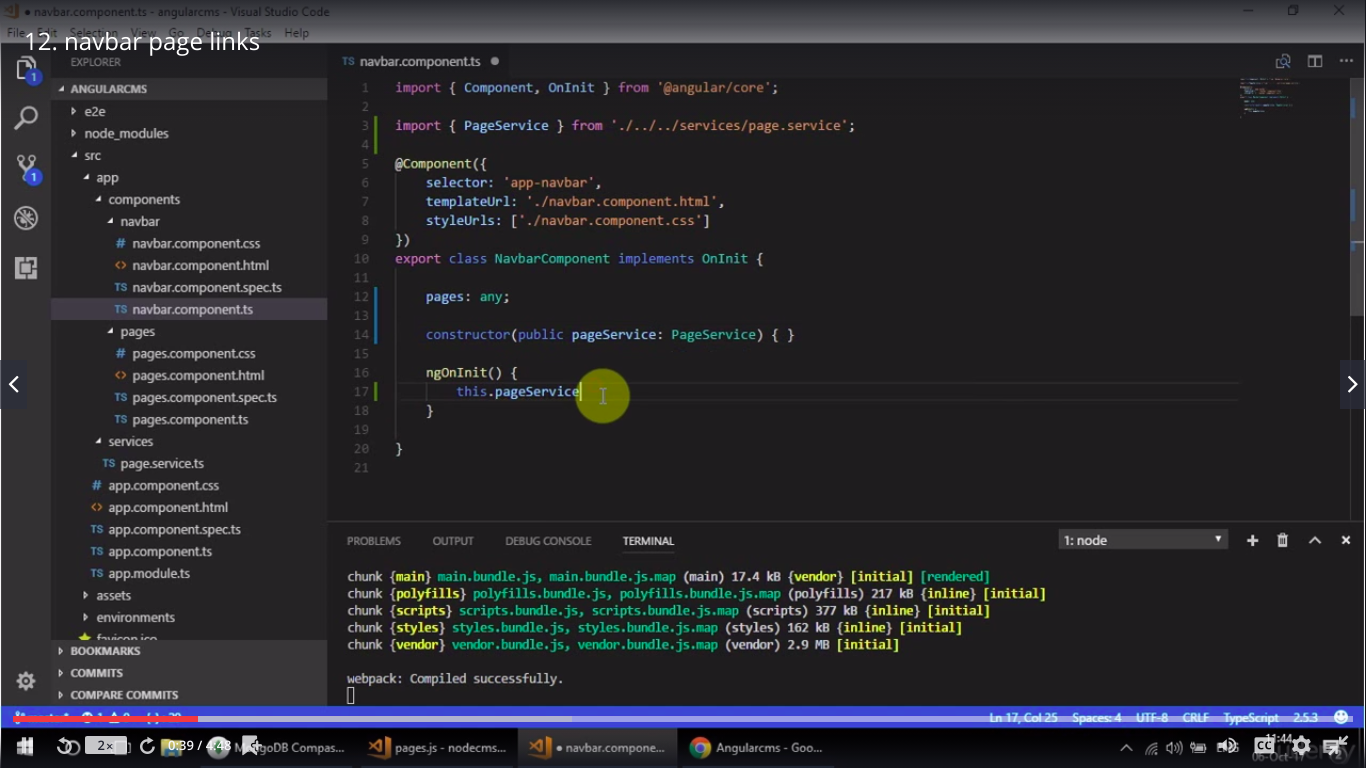 navbar.component.ts - angularcms - Visual Studio Code
File Edit Selection View Go Debug Tasks Help
12. navbar page links
EXPLORER
ANGULARCMS
e2e
node_modules
src
app
components
navbar
navbar.component.css
navbar.component.html
navbar.component.spec.ts
navbar.component.ts
pages
pages.component.css
pages.component.html
pages.component.spec.ts
pages.component.ts
services
page.service.ts
app.component.css
app.component.html
app.component.spec.ts
app.component.ts
app.module.ts
assets
environments
favicon.ico
BOOKMARKS
COMMITS
COMPARE COMMITS
TS navbar.component.ts
1 import { Component, OnInit } from '@angular/core';
2
3 import { PageService } from './../../services/page.service';
4
5 @Component({
6 selector: 'app-navbar',
7 templateUrl: './navbar.component.html',
8 styleUrls: ['./navbar.component.css']
9 })
10 export class NavbarComponent implements OnInit {
11
12 pages: any;
13
14 constructor(public pageService: PageService) { }
15
16 ngOnInit() {
17 this.pageService
18 }
19
20 }
21
PROBLEMS OUTPUT DEBUG CONSOLE TERMINAL 1: node
chunk {main} main.bundle.js, main.bundle.js.map (main) 17.4 kB {vendor} [initial] [rendered]
chunk {polyfills} polyfills.bundle.js, polyfills.bundle.js.map (polyfills) 217 kB {inline} [initial]
chunk {scripts} scripts.bundle.js, scripts.bundle.js.map (scripts) 377 kB {inline} [initial]
chunk {styles} styles.bundle.js, styles.bundle.js.map (styles) 162 kB {inline} [initial]
chunk {vendor} vendor.bundle.js, vendor.bundle.js.map (vendor) 2.9 MB [initial]
webpack: Compiled successfully.
Ln 17, Col 25 Spaces: 4 UTF-8 CRLF TypeScript 2.5.3
2x 0:39 / 4:48 MongoDB Compas... pages.js - nodecms... navbar.compone... Angularcms - Goo... CC 11:44
06-Oct-17